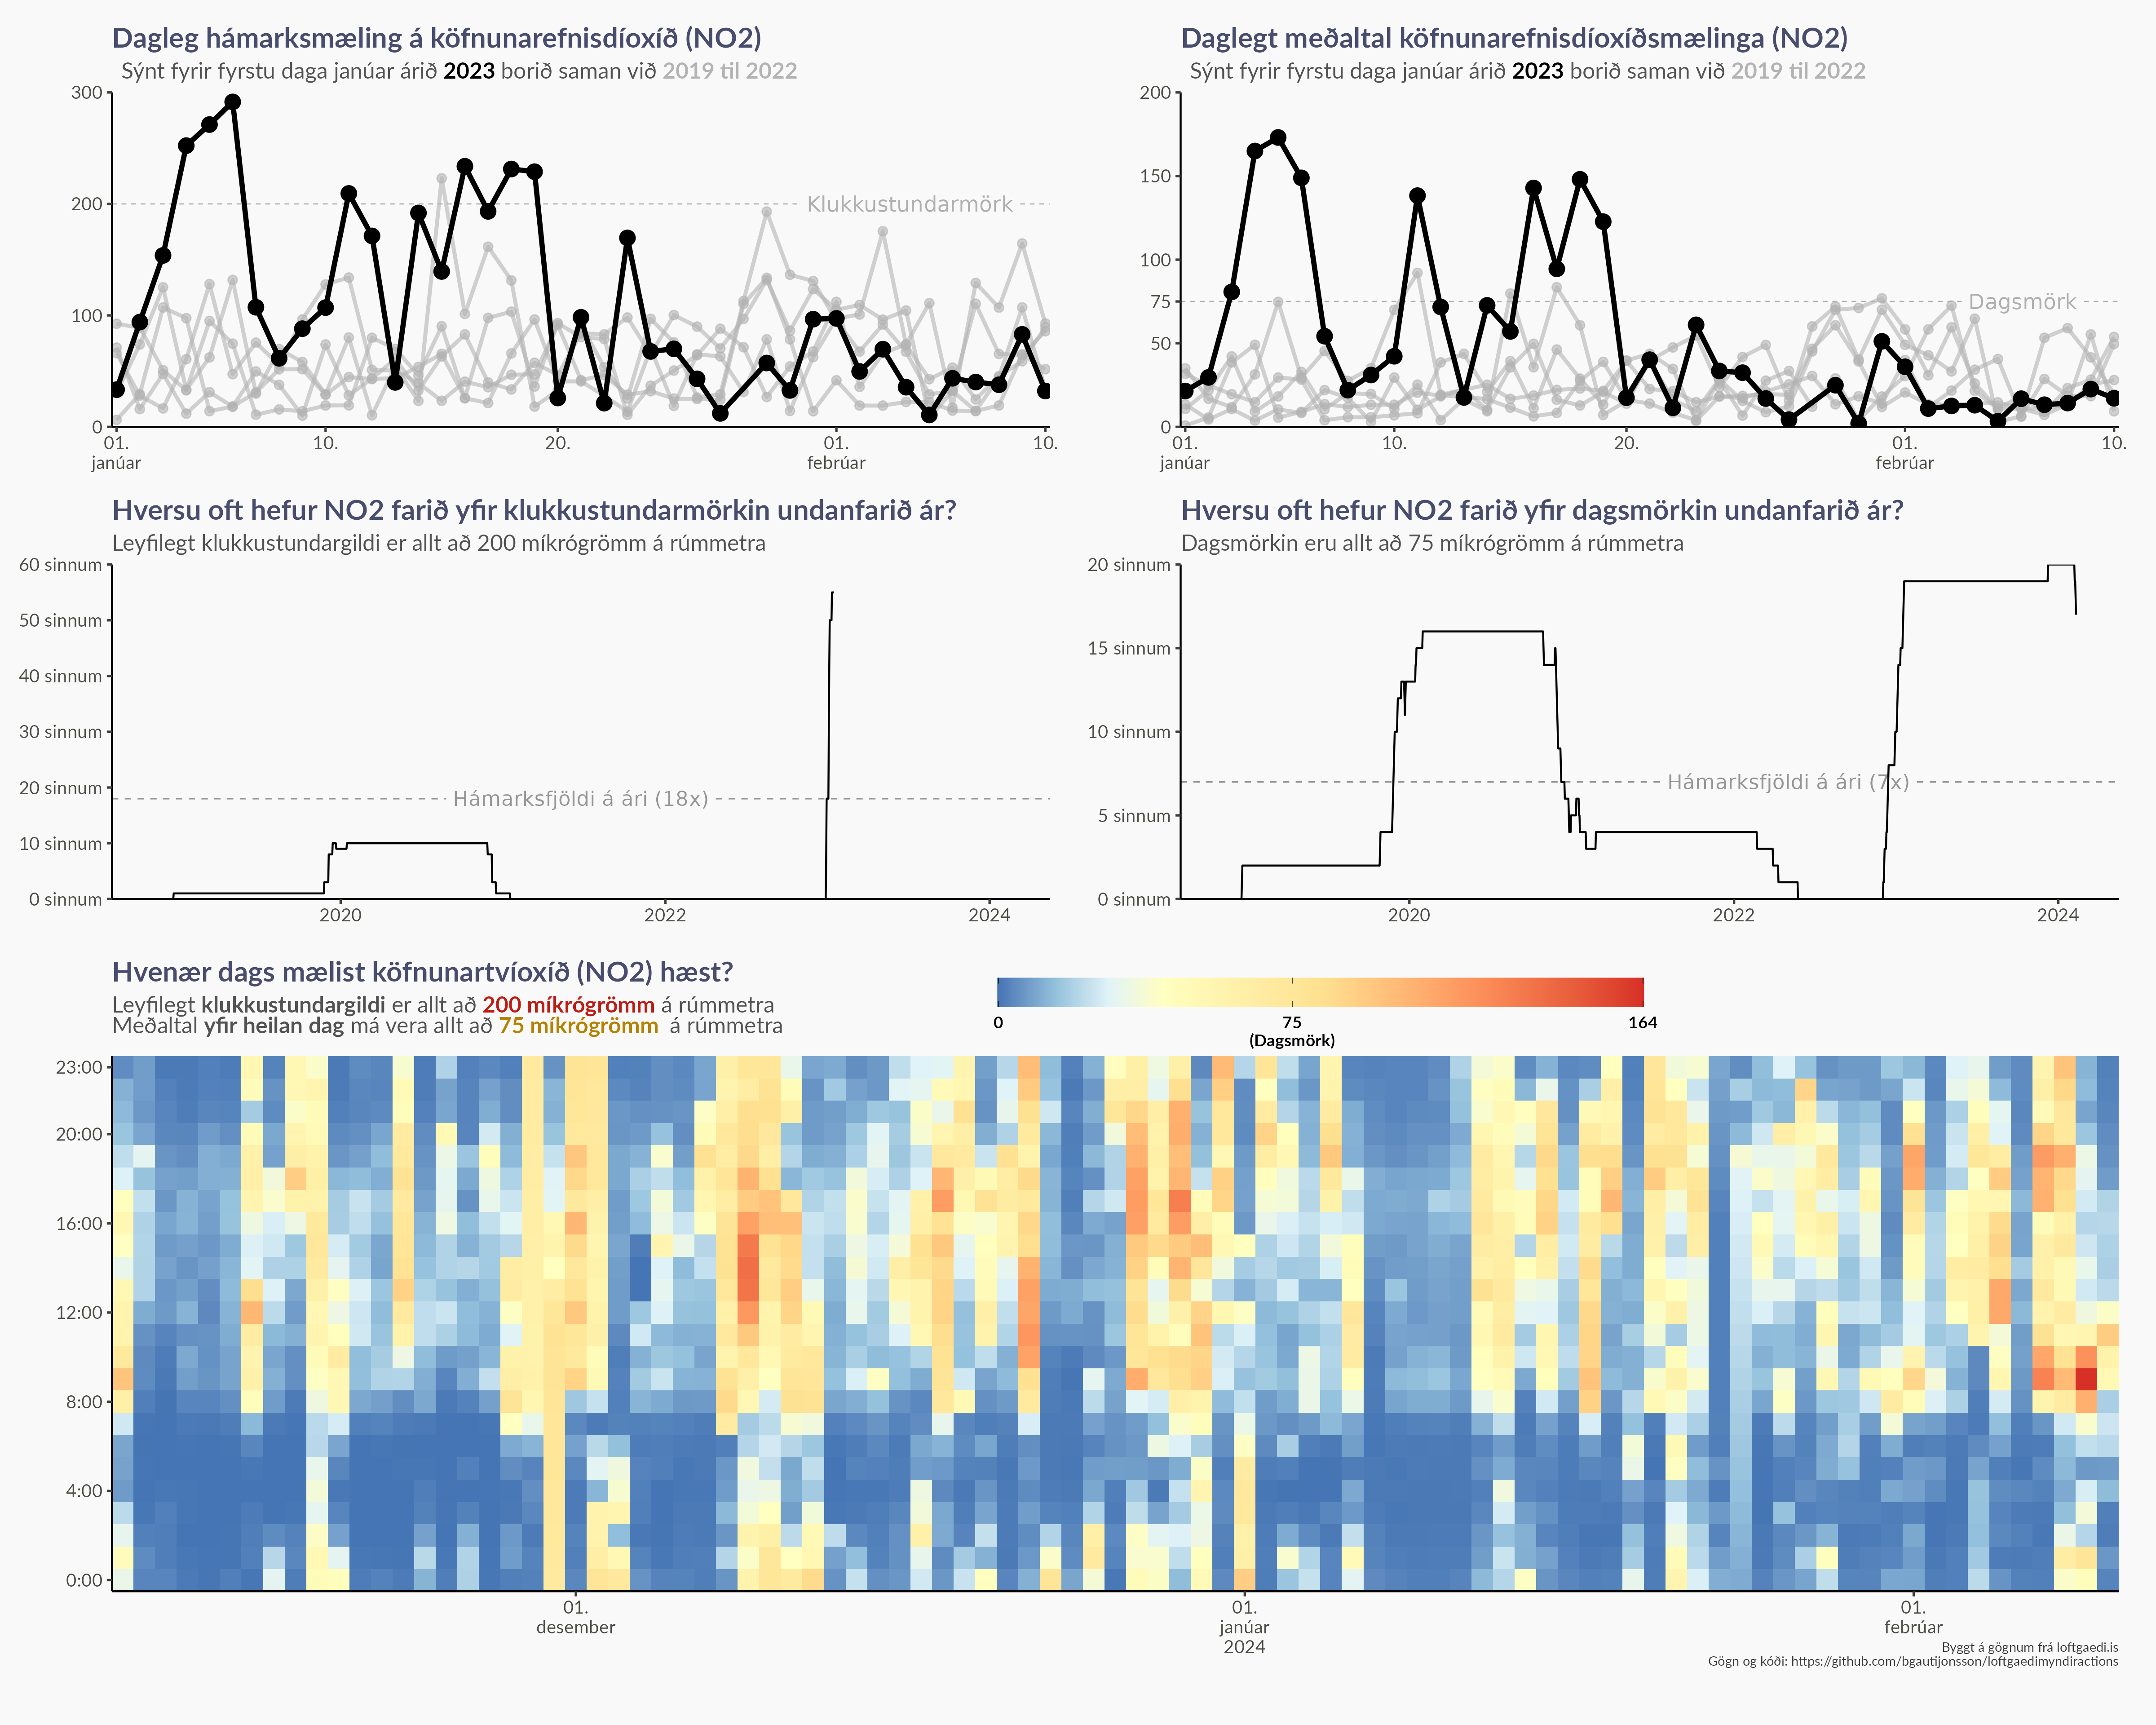 Dagleg hámarksmæling á köfnunarefnisdíoxíð (NO2)
Sýnt fyrir fyrstu daga janúar árið 2023 borið saman við 2019 til 2022
300
200
100
0
Klukkustundarmörk
01.
janúar
10.
20.
01.
febrúar
10.
Daglegt meðaltal köfnunarefnisdíoxíðsmælinga (NO2)
Sýnt fyrir fyrstu daga janúar árið 2023 borið saman við 2019 til 2022
200
150
100
75
50
0
Dagsmörk
01.
janúar
10.
20.
01.
febrúar
10.
Hversu oft hefur NO2 farið yfir klukkustundarmörkin undanfarið ár?
Leyfilegt klukkustundargildi er allt að 200 míkrógrömm á rúmmetra
60 sinnum
50 sinnum
40 sinnum
30 sinnum
20 sinnum
10 sinnum
0 sinnum
Hámarksfjöldi á ári (18x)
2020
2022
2024
Hversu oft hefur NO2 farið yfir dagsmörkin undanfarið ár?
Dagsmörkin eru allt að 75 míkrógrömm á rúmmetra
20 sinnum
15 sinnum
10 sinnum
5 sinnum
0 sinnum
Hámarksfjöldi á ári (7x)
2020
2022
2024
Hvenær dags mælist köfnunartvíoxíð (NO2) hæst?
Leyfilegt klukkustundargildi er allt að 200 míkrógrömm á rúmmetra
Meðaltal yfir heilan dag má vera allt að 75 míkrógrömm á rúmmetra
0
75
(Dagsmörk)
164
23:00
20:00
16:00
12:00
8:00
4:00
0:00
01.
desember
01.
janúar
2024
01.
febrúar
Byggt á gögnum frá loftgaedi.is
Gögn og kóði: https://github.com/bgautijonsson/loftgaedimyndiractions